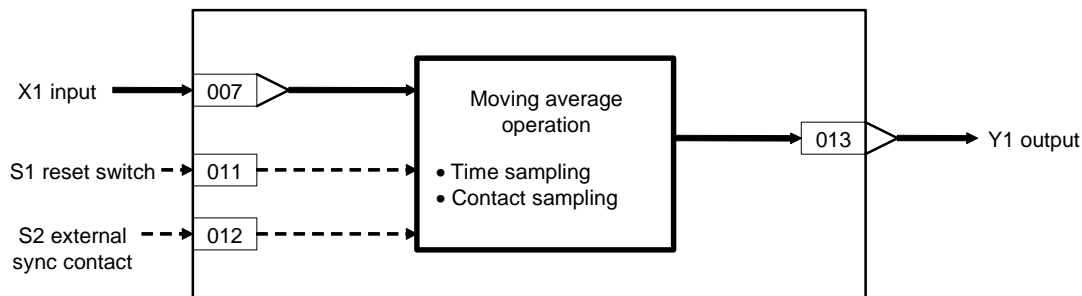 X1 input
007
S1 reset switch
011
S2 external
sync contact
012
Moving average
operation
• Time sampling
• Contact sampling
013
Y1 output